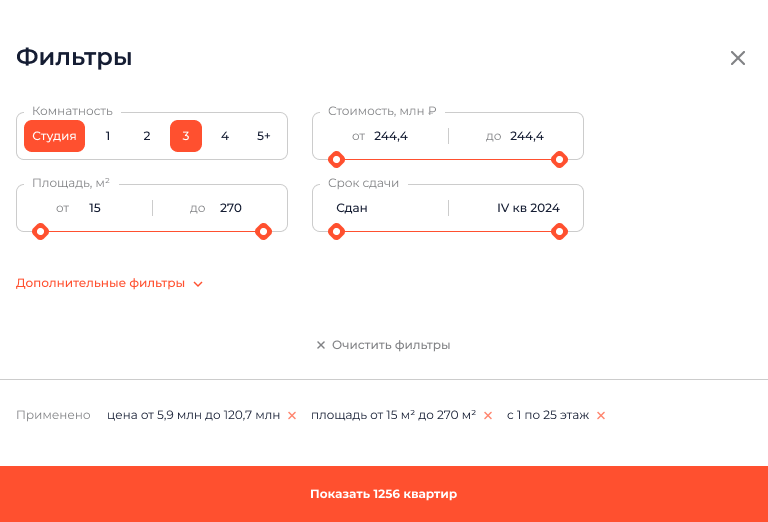 Фильтры
Комнатность
Студия 1 2 3 4 5+
Стоимость, млн ₽
от 244,4 до 244,4
Площадь, м²
от 15 до 270
Срок сдачи
Сдан IV кв 2024
Дополнительные фильтры
Очистить фильтры
Применено цена от 5,9 млн до 120,7 млн площадь от 15 м² до 270 м² с 1 по 25 этаж
Показать 1256 квартир